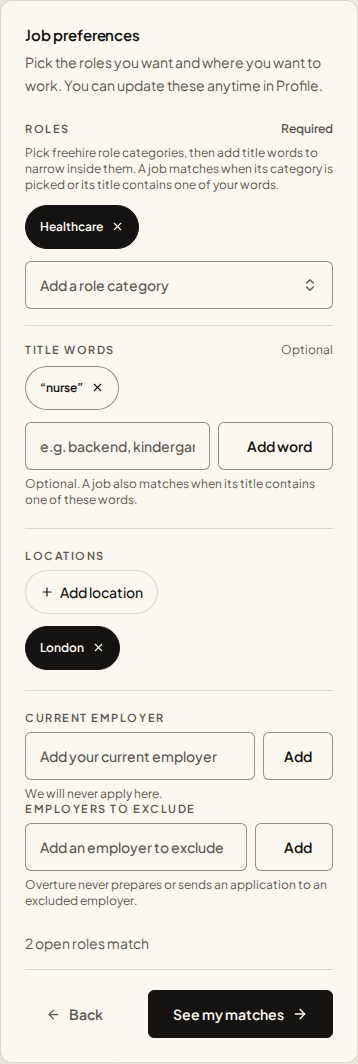 Job preferences
Pick the roles you want and where you want to
work. You can update these anytime in Profile.
ROLES
Required
Pick freehire role categories, then add title words to
narrow inside them. A job matches when its category is
picked or its title contains one of your words.
Healthcare ×
Add a role category
TITLE WORDS
Optional
“nurse” ×
e.g. backend, kindergar
Add word
Optional. A job also matches when its title contains
one of these words.
LOCATIONS
+ Add location
London ×
CURRENT EMPLOYER
Add your current employer
Add
We will never apply here.
EMPLOYERS TO EXCLUDE
Add an employer to exclude
Add
Overture never prepares or sends an application to an
excluded employer.
2 open roles match
← Back
See my matches →